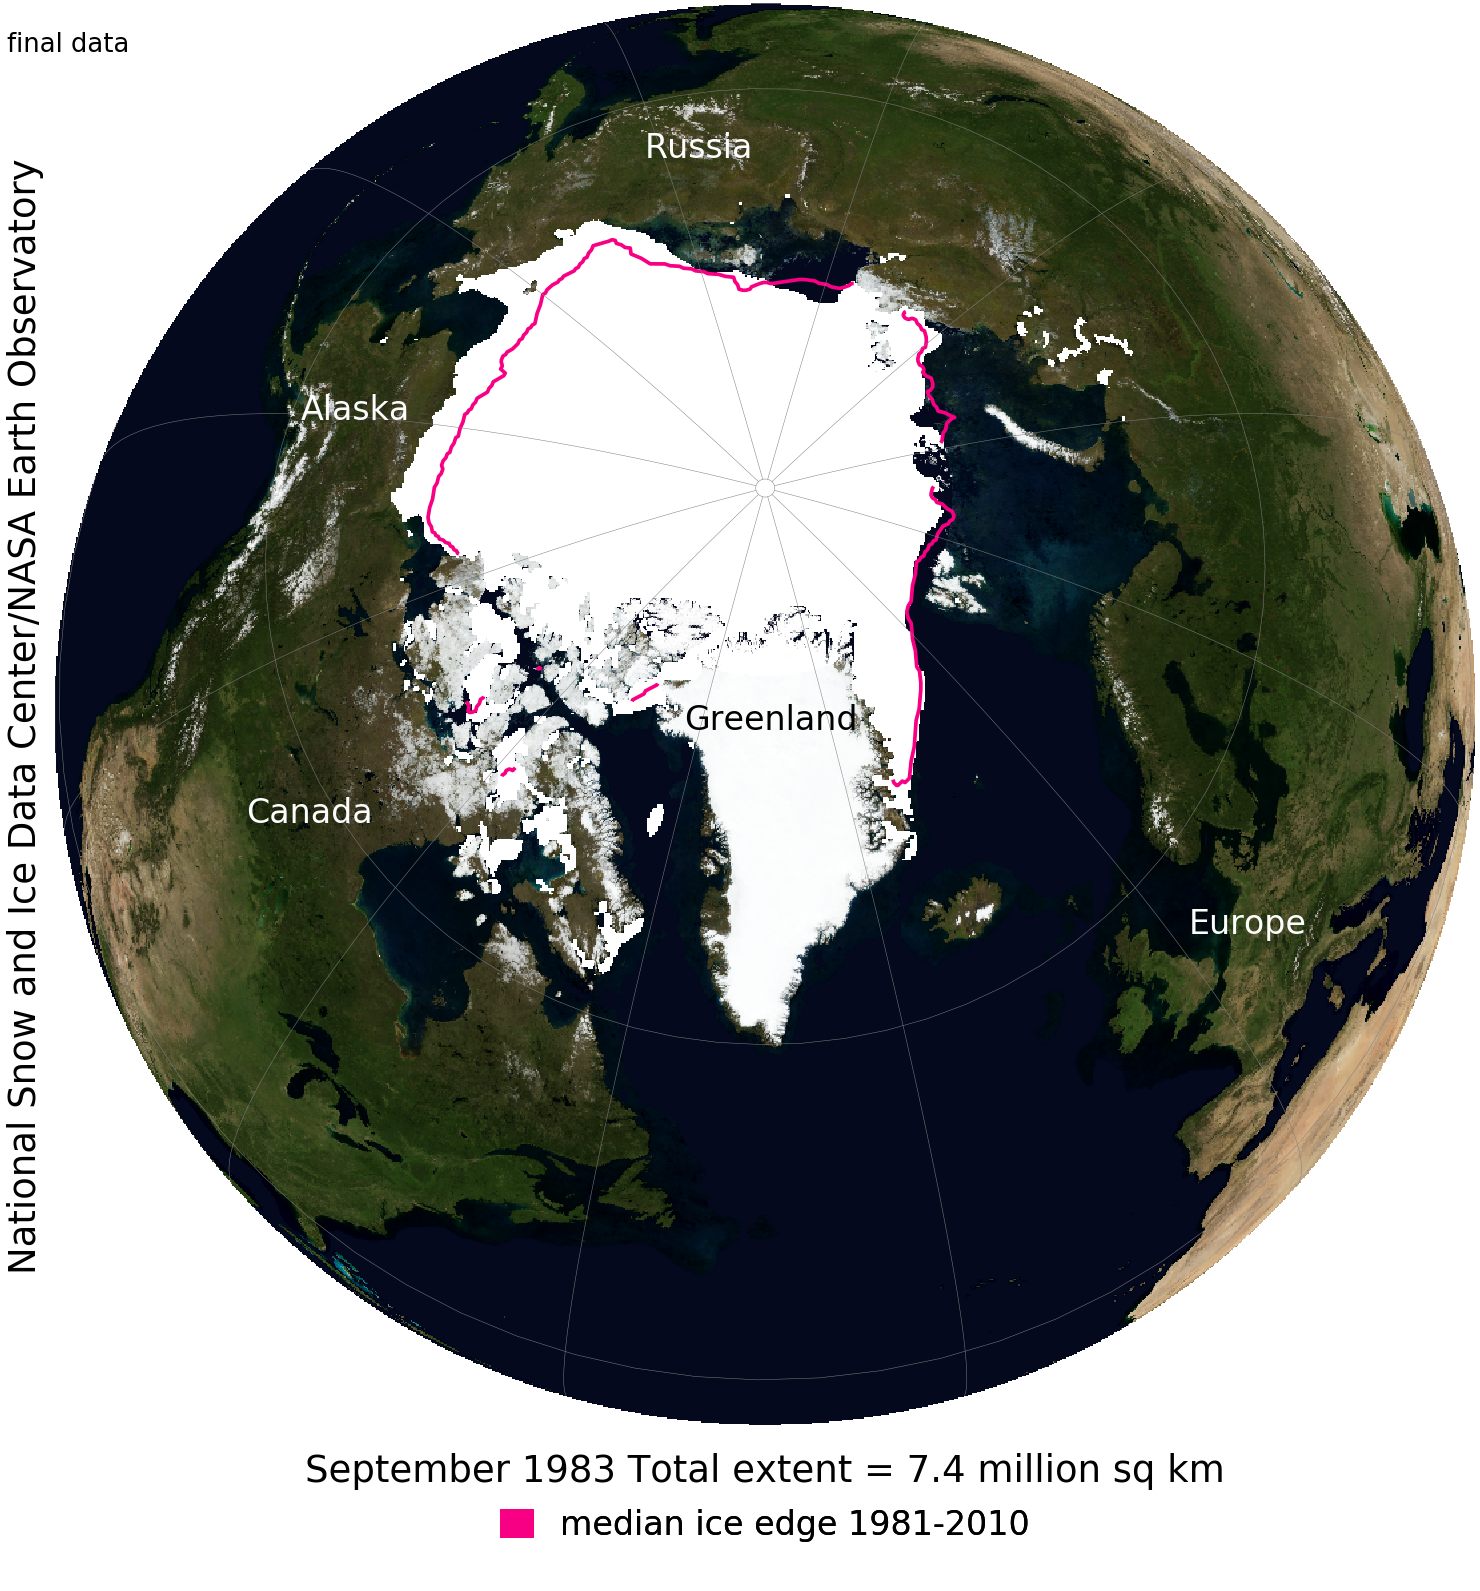 final data
National Snow and Ice Data Center/NASA Earth Observatory
Russia
Alaska
Greenland
Canada
Europe
September 1983 Total extent = 7.4 million sq km
median ice edge 1981-2010